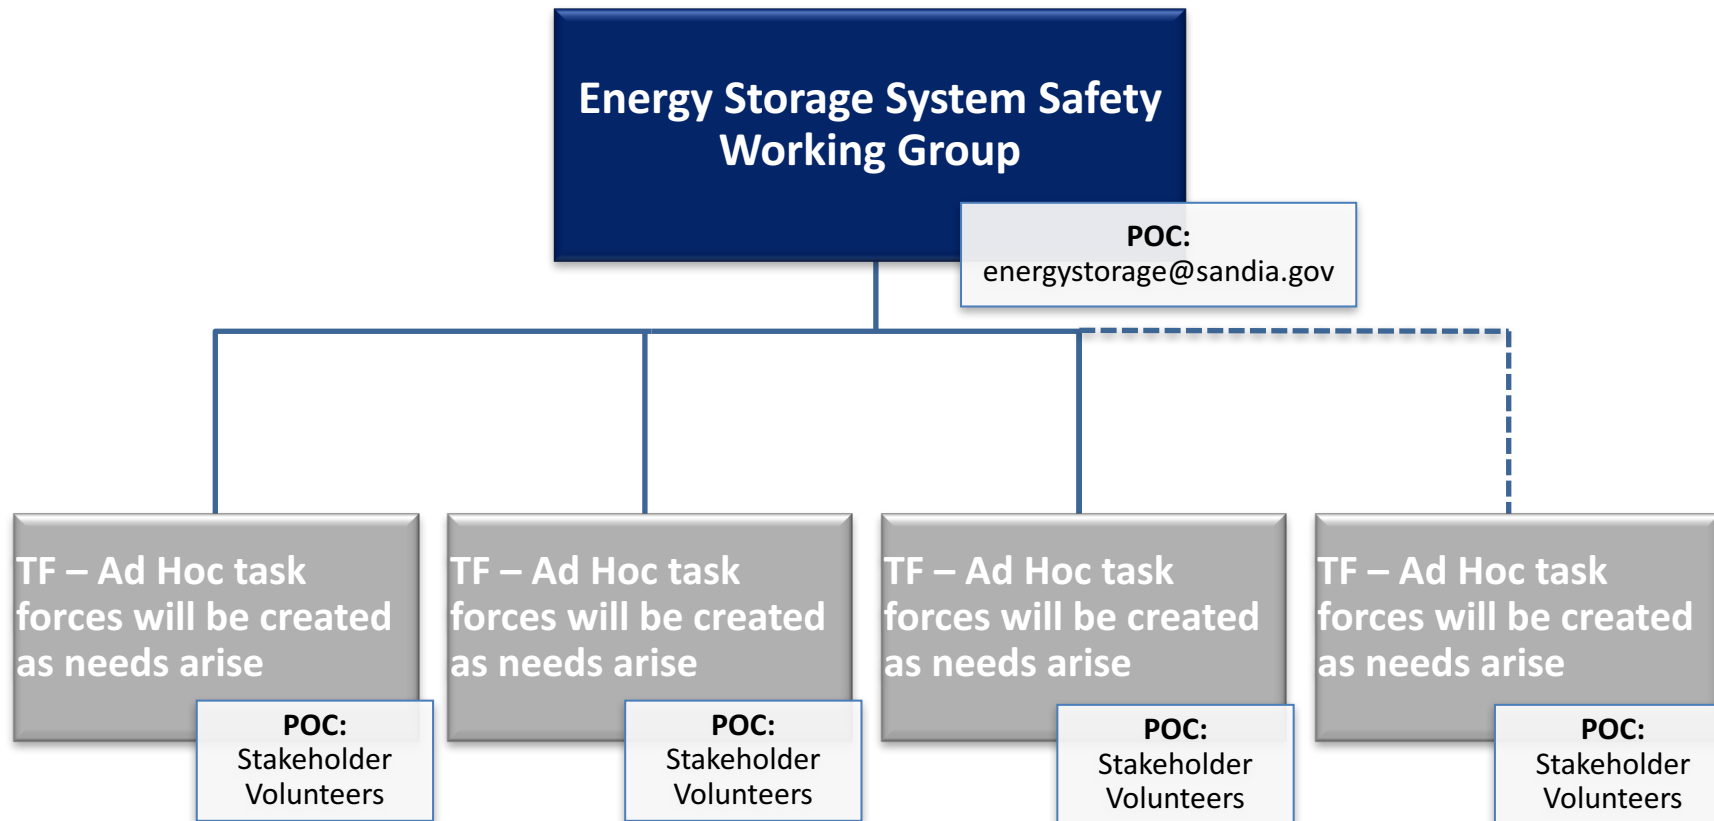 Energy Storage System Safety
Working Group
POC:
energystorage@sandia.gov
TF – Ad Hoc task
forces will be created
as needs arise
POC:
Stakeholder
Volunteers
TF – Ad Hoc task
forces will be created
as needs arise
POC:
Stakeholder
Volunteers
TF – Ad Hoc task
forces will be created
as needs arise
POC:
Stakeholder
Volunteers
TF – Ad Hoc task
forces will be created
as needs arise
POC:
Stakeholder
Volunteers